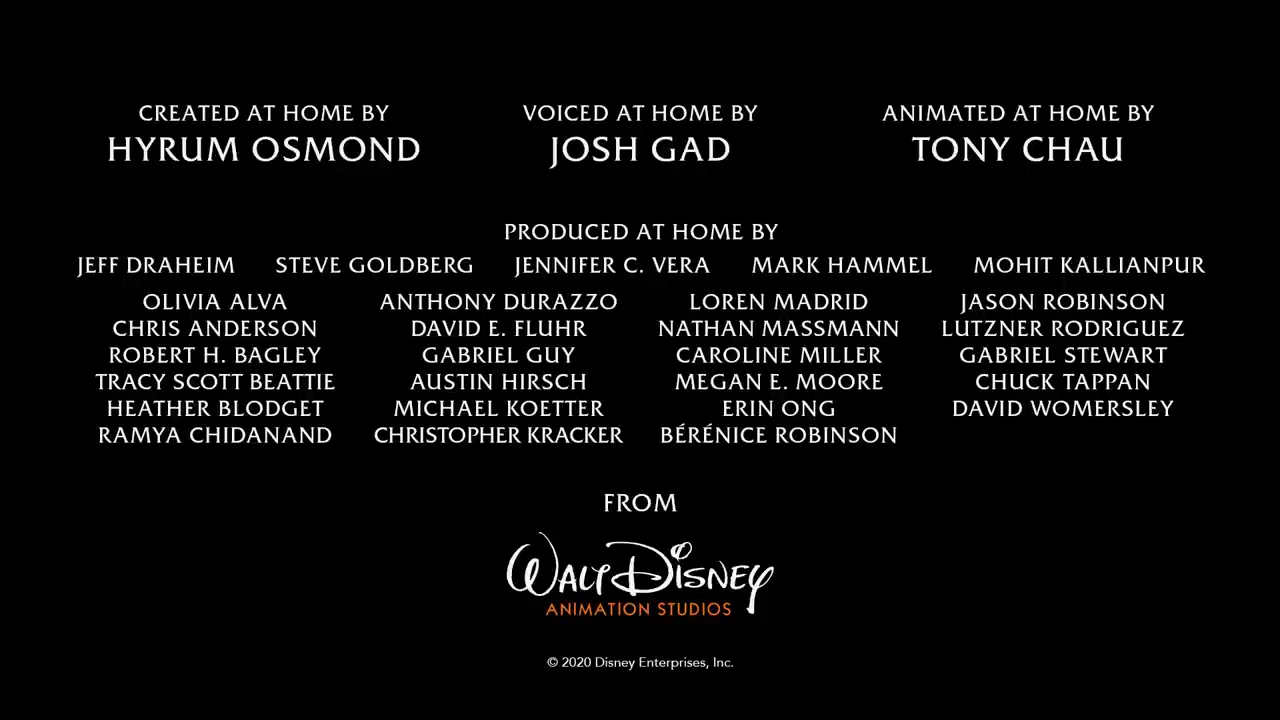 CREATED AT HOME BY VOICED AT HOME BY ANIMATED AT HOME BY
HYRUM OSMOND JOSH GAD TONY CHAU
PRODUCED AT HOME BY
JEFF DRAHEIM STEVE GOLDBERG JENNIFER C. VERA MARK HAMMEL MOHIT KALLIANPUR
OLIVIA ALVA ANTHONY DURAZZO LOREN MADRID JASON ROBINSON
CHRIS ANDERSON DAVID E. FLUHR NATHAN MASSMANN LUTZNER RODRIGUEZ
ROBERT H. BAGLEY GABRIEL GUY CAROLINE MILLER GABRIEL STEWART
TRACY SCOTT BEATTIE AUSTIN HIRSCH MEGAN E. MOORE CHUCK TAPPAN
HEATHER BLODGET MICHAEL KOETTER ERIN ONG DAVID WOMERSLEY
RAMYA CHIDANAND CHRISTOPHER KRACKER BÉRÉNICE ROBINSON
FROM
WALT DISNEY
ANIMATION STUDIOS
© 2020 Disney Enterprises, Inc.